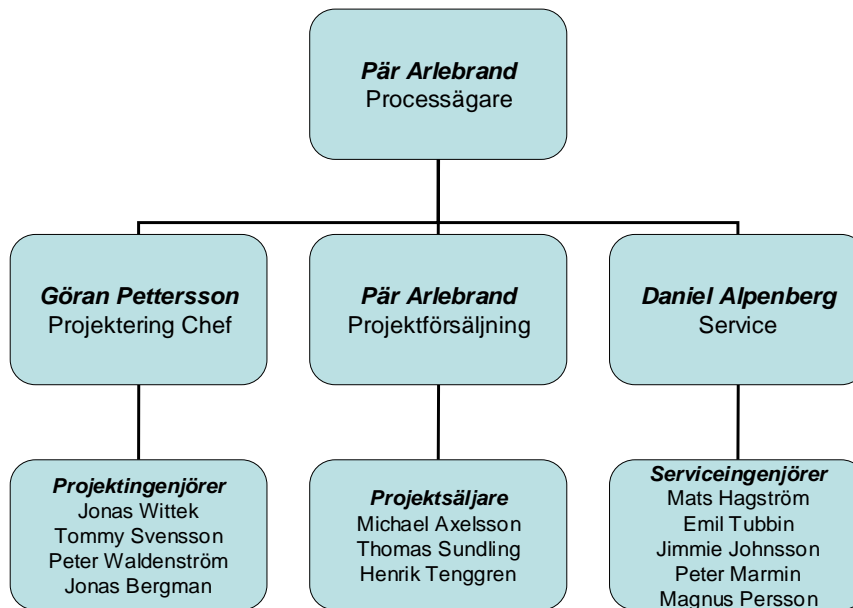 Pär Arlebrand
Processägare
Göran Pettersson
Projektering Chef
Pär Arlebrand
Projektförsäljning
Daniel Alpenberg
Service
Projektingenjörer
Jonas Wittek
Tommy Svensson
Peter Waldenström
Jonas Bergman
Projektsäljare
Michael Axelsson
Thomas Sundling
Henrik Tenggren
Serviceingenjörer
Mats Hagström
Emil Tubbin
Jimmie Johnsson
Peter Marmin
Magnus Persson